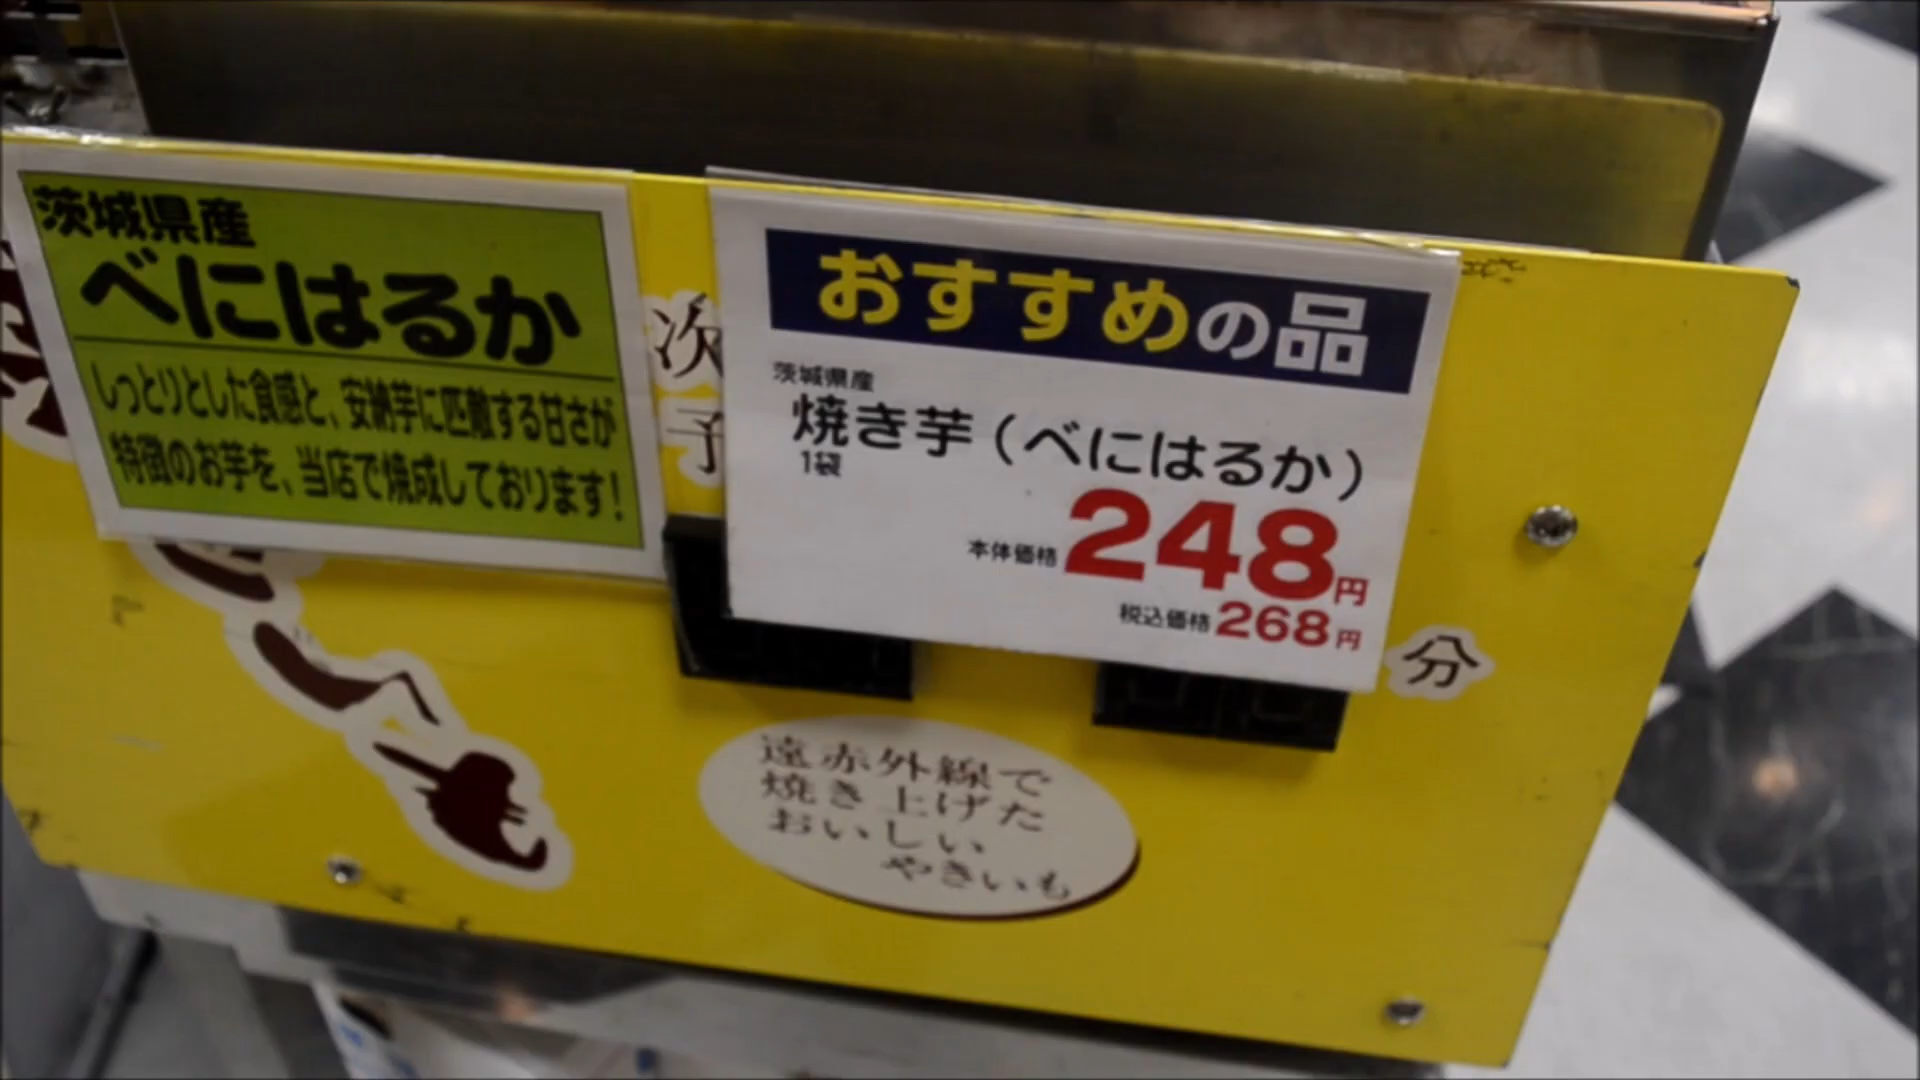 茨城県産
べにはるか
しっとりとした食感と、安納芋に匹敵する甘さが
特徴のお芋を、当店で焼成しております!
次
予
おすすめの品
茨城県産
焼き芋(べにはるか)
1袋
本体価格248円
税込価格268円
分
遠赤外線で
焼き上げた
おいしい
やきいも